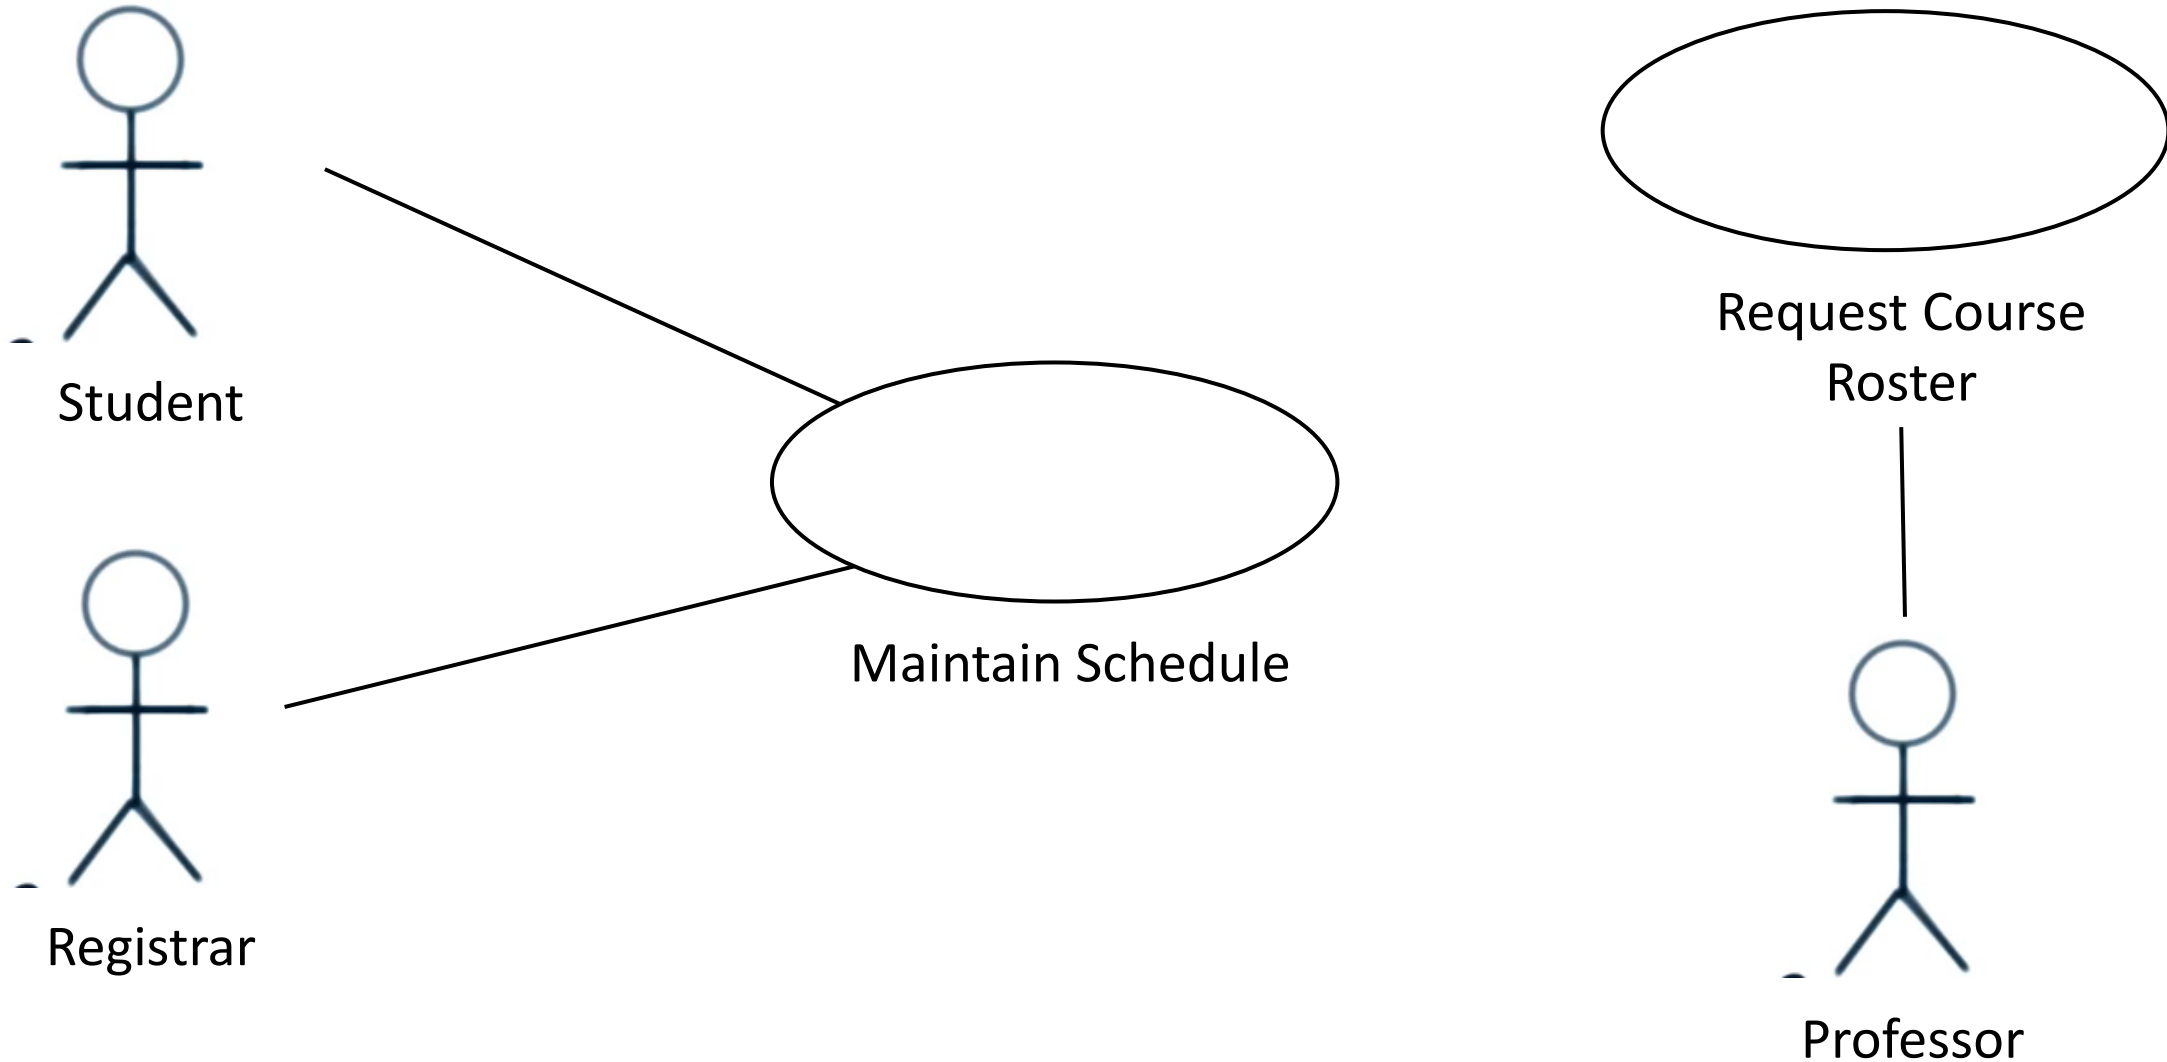 Student
Request Course
Roster
Maintain Schedule
Registrar
Professor